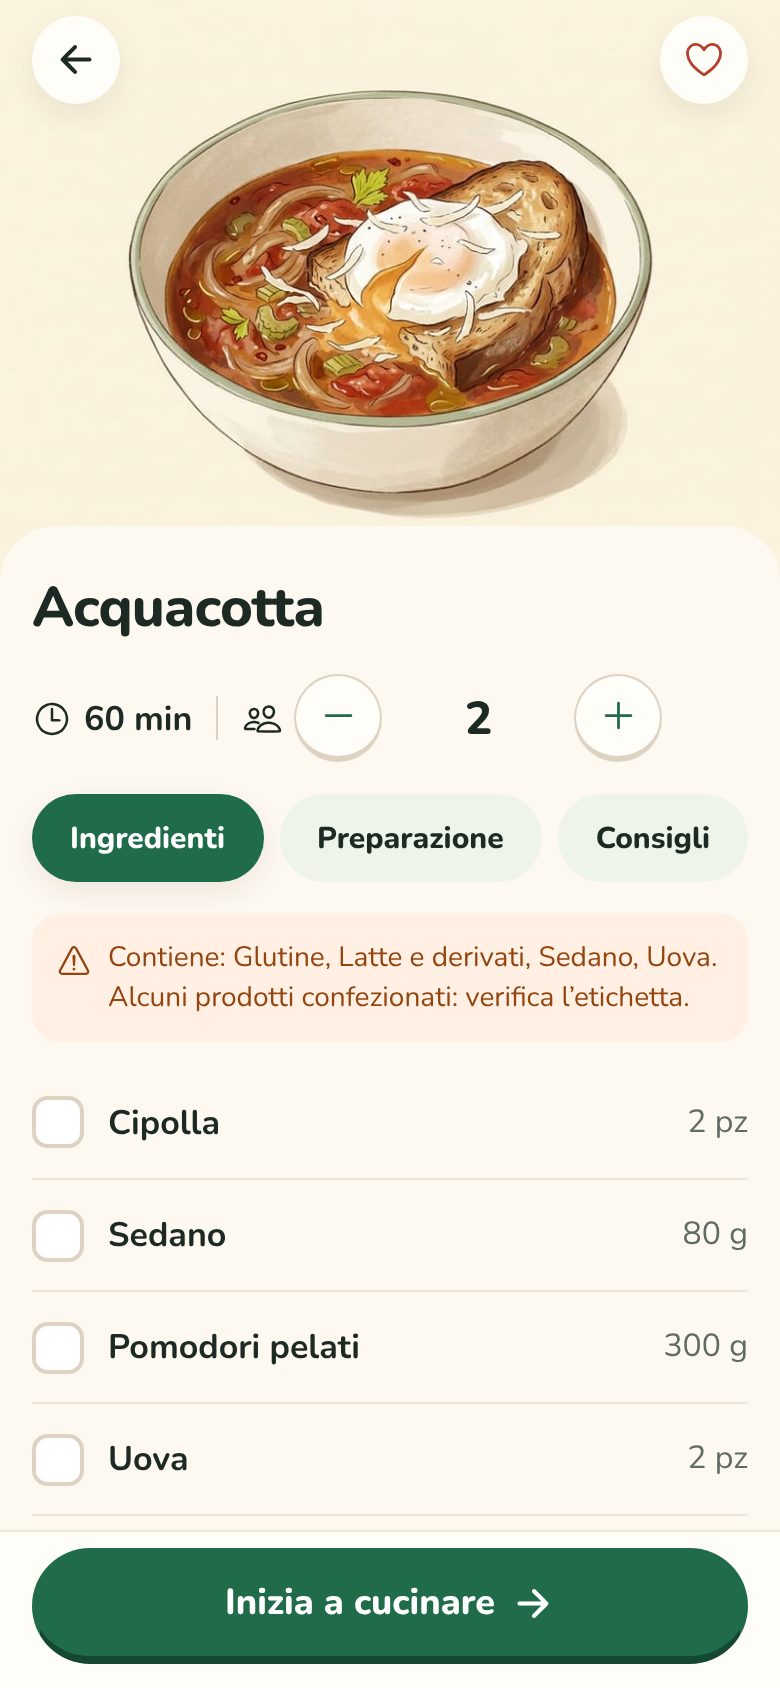 Acquacotta
60 min
2
Ingredienti
Preparazione
Consigli
Contiene: Glutine, Latte e derivati, Sedano, Uova.
Alcuni prodotti confezionati: verifica l’etichetta.
Cipolla 2 pz
Sedano 80 g
Pomodori pelati 300 g
Uova 2 pz
Inizia a cucinare →